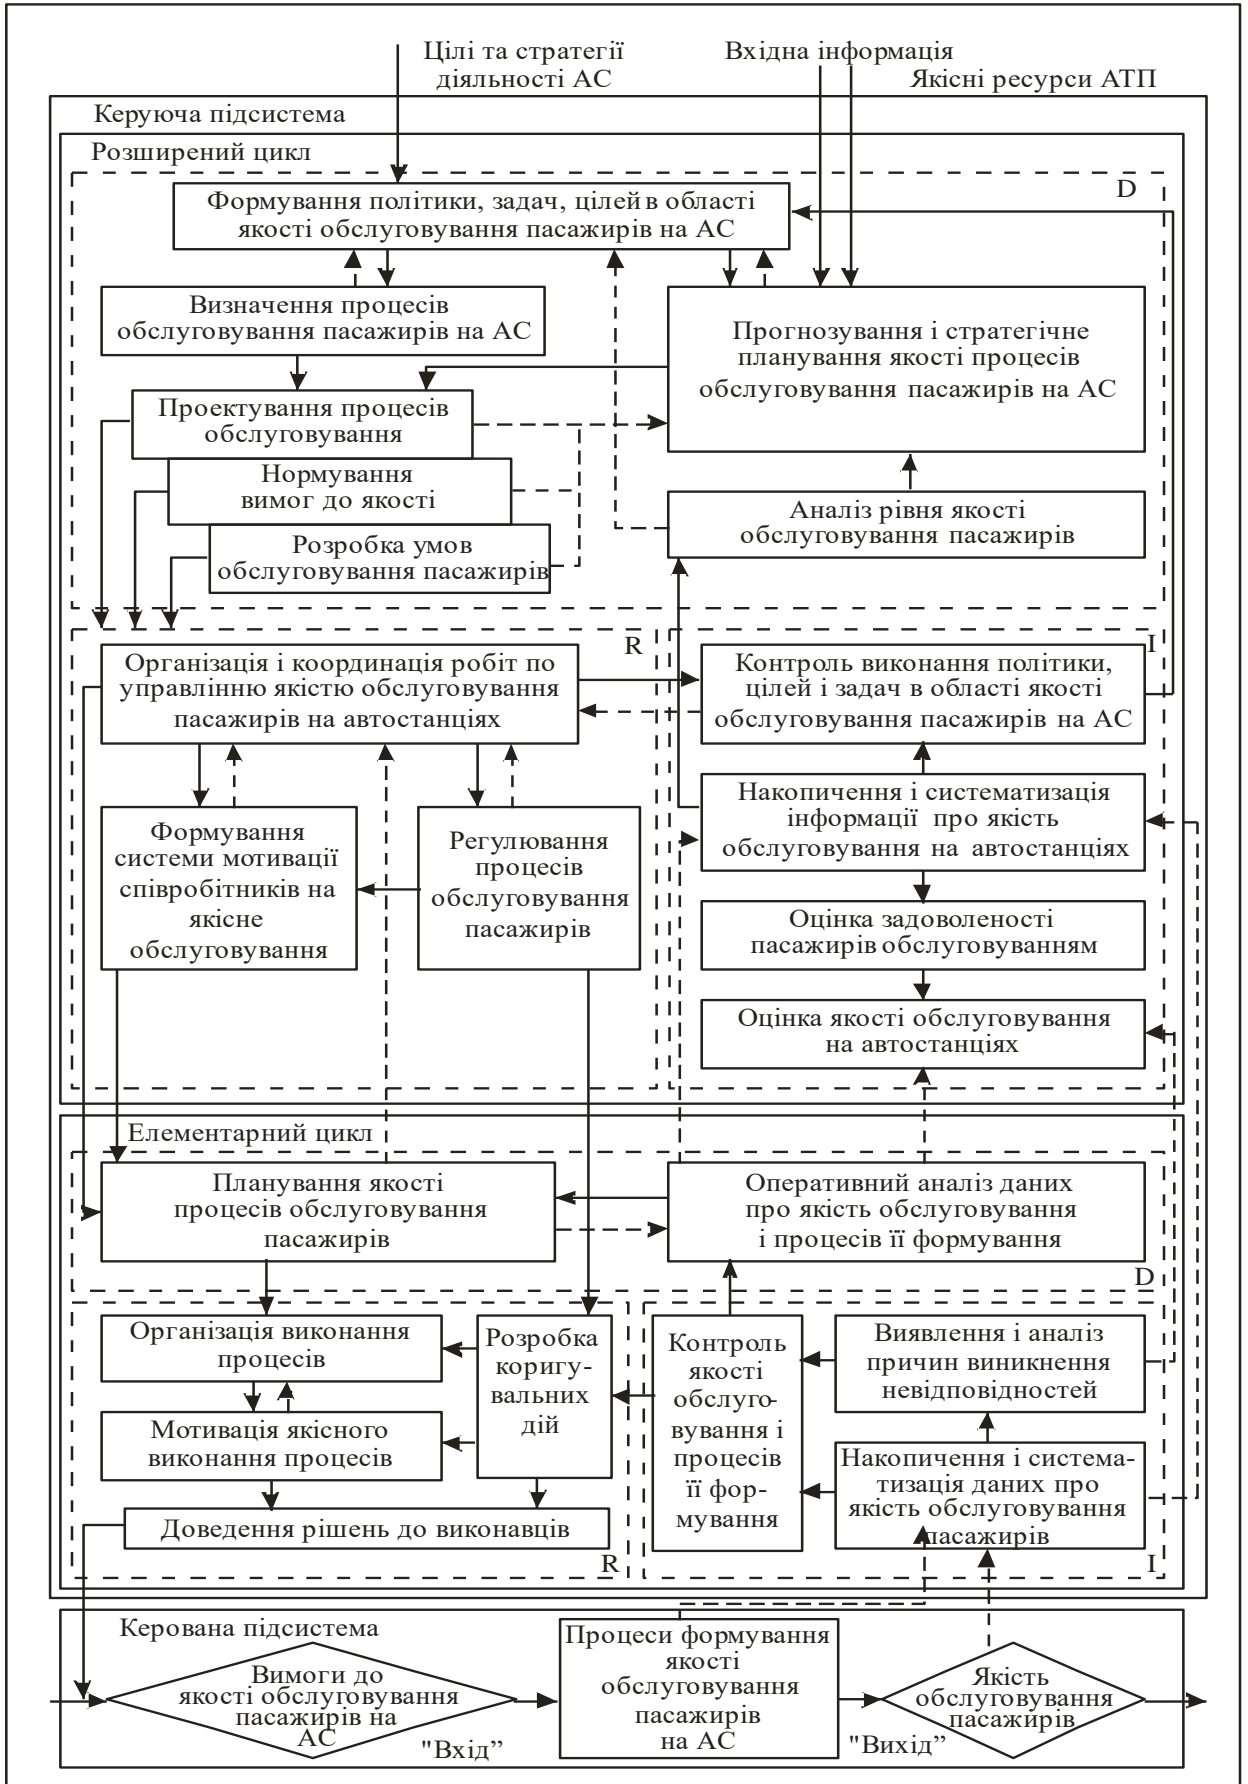 Цілі та стратегії
діяльності АС
Вхідна інформація
Якісні ресурси АТП
Керуюча підсистема
Розширений цикл
D
Формування політики, задач, цілей в області
якості обслуговування пасажирів на АС
Визначення процесів
обслуговування пасажирів на АС
Прогнозування і стратегічне
планування якості процесів
обслуговування пасажирів на АС
Проектування процесів
обслуговування
Нормування
вимог до якості
Розробка умов
обслуговування пасажирів
Аналіз рівня якості
обслуговування пасажирів
R
Організація і координація робіт по
управлінню якістю обслуговування
пасажирів на автостанціях
I
Контроль виконання політики,
цілей і задач в області якості
обслуговування пасажирів на АС
Формування
системи мотивації
співробітників на
якісне
обслуговування
Регулювання
процесів
обслуговування
пасажирів
Накопичення і систематизація
інформації про якість
обслуговування на автостанціях
Оцінка задоволеності
пасажирів обслуговуванням
Оцінка якості обслуговування
на автостанціях
Елементарний цикл
Планування якості
процесів обслуговування
пасажирів
Оперативний аналіз даних
про якість обслуговування
і процесів її формування
D
Організація виконання
процесів
Мотивація якісного
виконання процесів
Розробка
коригу-
вальних
дій
Доведення рішень до виконавців
R
Контроль
якості
обслуго-
вування і
процесів
її фор-
мування
Виявлення і аналіз
причин виникнення
невідповідностей
Накопичення і система-
тизація даних про
якість обслуговування
пасажирів
I
Керована підсистема
Вимоги до
якості обслуговування
пасажирів на
АС
"Вхід”
Процеси формування
якості
обслуговування
пасажирів
на АС
Якість
обслуговування
пасажирів
"Вихід”